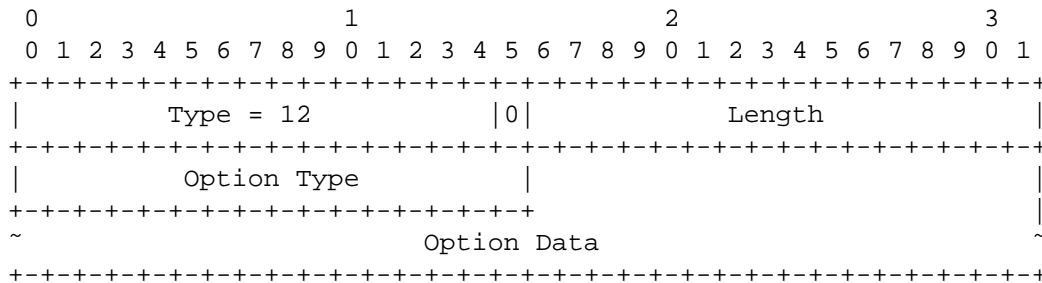 0                   1                   2                   3
 0 1 2 3 4 5 6 7 8 9 0 1 2 3 4 5 6 7 8 9 0 1 2 3 4 5 6 7 8 9 0 1
+-+-+-+-+-+-+-+-+-+-+-+-+-+-+-+-+-+-+-+-+-+-+-+-+-+-+-+-+-+-+-+-+
|         Type = 12           |0|            Length             |
+-+-+-+-+-+-+-+-+-+-+-+-+-+-+-+-+-+-+-+-+-+-+-+-+-+-+-+-+-+-+-+-+
|          Option Type          |                               |
+-+-+-+-+-+-+-+-+-+-+-+-+-+-+-+-+                               |
~                         Option Data                           ~
+-+-+-+-+-+-+-+-+-+-+-+-+-+-+-+-+-+-+-+-+-+-+-+-+-+-+-+-+-+-+-+-+